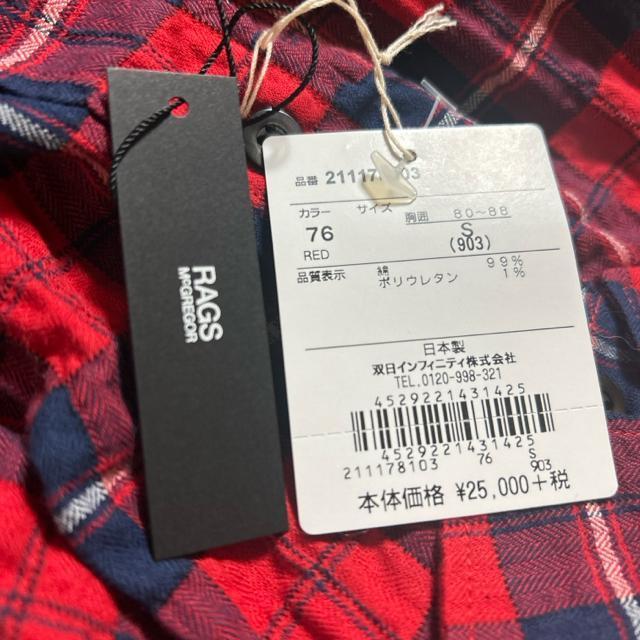 RAGS
McGREGOR
品番 211178103
カラー サイズ 胸囲 80~88
76 S
RED (903)
品質表示 綿 99%
ポリウレタン 1%
日本製
双日インフィニティ株式会社
TEL.0120-998-321
4529221431425
4529221431425
211178103 76 S 903
本体価格 ¥25,000+税